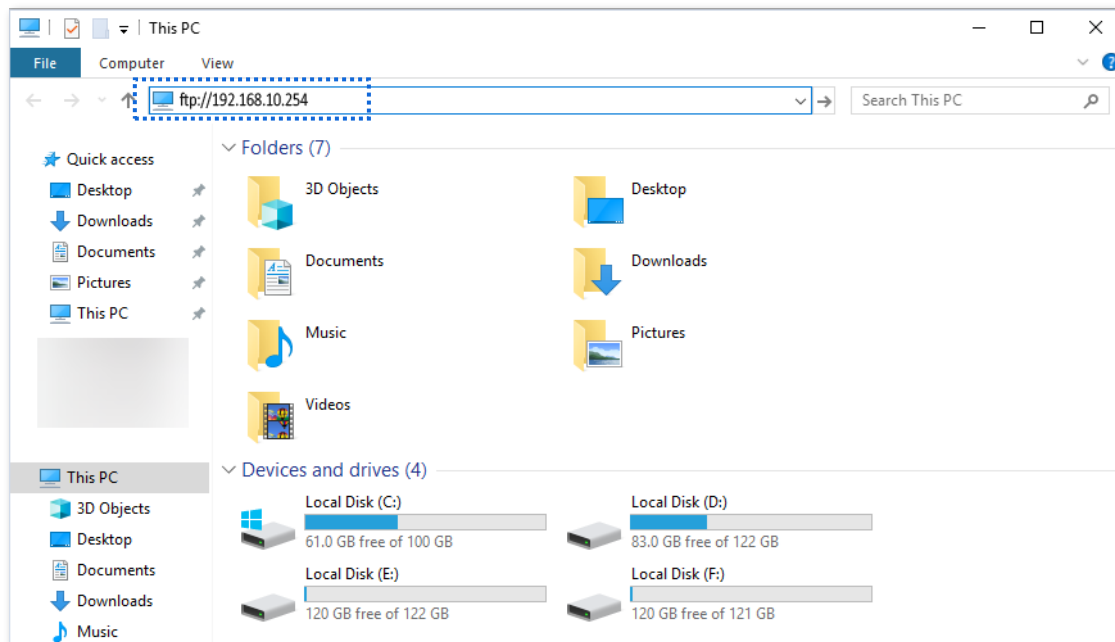 This PC
File Computer View
ftp://192.168.10.254
Search This PC
Quick access
Desktop
Downloads
Documents
Pictures
This PC
This PC
3D Objects
Desktop
Documents
Downloads
Music
Folders (7)
3D Objects Desktop
Documents Downloads
Music Pictures
Videos
Devices and drives (4)
Local Disk (C:) Local Disk (D:)
61.0 GB free of 100 GB 83.0 GB free of 122 GB
Local Disk (E:) Local Disk (F:)
120 GB free of 122 GB 120 GB free of 121 GB